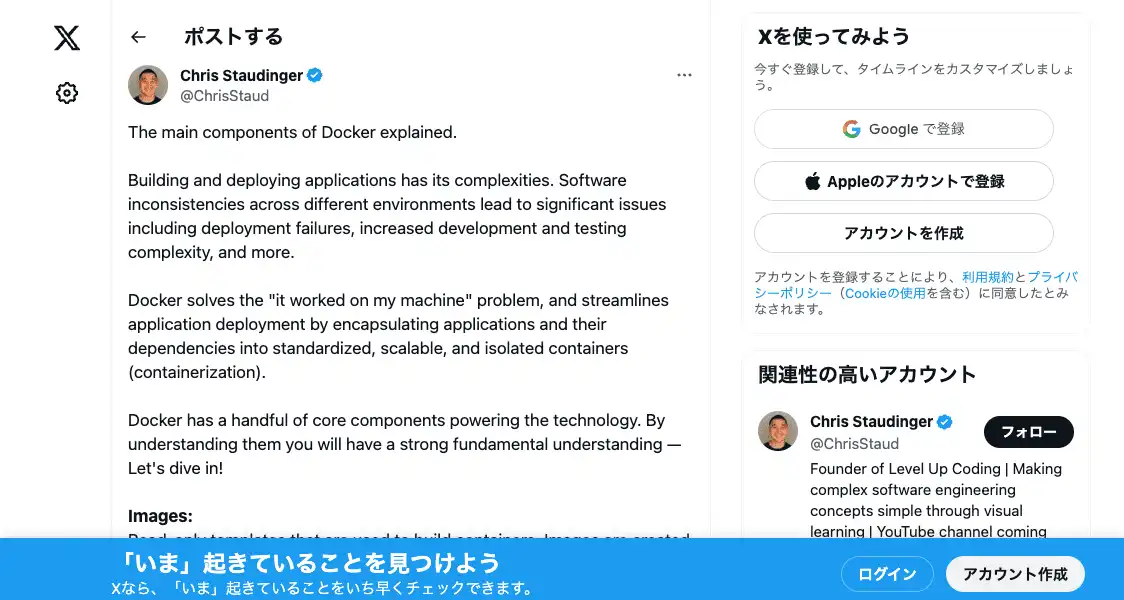 ポストする
Chris Staudinger
@ChrisStaud
The main components of Docker explained.
Building and deploying applications has its complexities. Software
inconsistencies across different environments lead to significant issues
including deployment failures, increased development and testing
complexity, and more.
Docker solves the "it worked on my machine" problem, and streamlines
application deployment by encapsulating applications and their
dependencies into standardized, scalable, and isolated containers
(containerization).
Docker has a handful of core components powering the technology. By
understanding them you will have a strong fundamental understanding —
Let's dive in!
Images:
Read-only templates that are used to build containers. Images are created
Xを使ってみよう
今すぐ登録して、タイムラインをカスタマイズしましょ
う。
Google で登録
Appleのアカウントで登録
アカウントを作成
アカウントを登録することにより、利用規約とプライバ
シーポリシー（Cookieの使用を含む）に同意したとみ
なされます。
関連性の高いアカウント
Chris Staudinger
@ChrisStaud
フォロー
Founder of Level Up Coding | Making
complex software engineering
concepts simple through visual
learning | YouTube channel coming
「いま」起きていることを見つけよう
Xなら、「いま」起きていることをいち早くチェックできます。
ログイン
アカウント作成